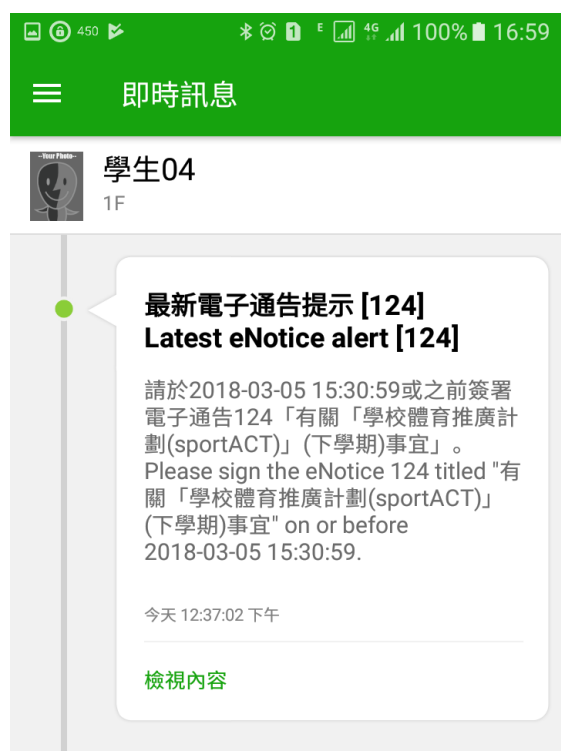 450 1 E 4G 100% 16:59
即時訊息
--Your Photo--
學生04
1F
最新電子通告提示 [124]
Latest eNotice alert [124]
請於2018-03-05 15:30:59或之前簽署
電子通告124「有關「學校體育推廣計
劃(sportACT)」(下學期)事宜」。
Please sign the eNotice 124 titled "有
關「學校體育推廣計劃(sportACT)」
(下學期)事宜" on or before
2018-03-05 15:30:59.
今天 12:37:02 下午
檢視內容